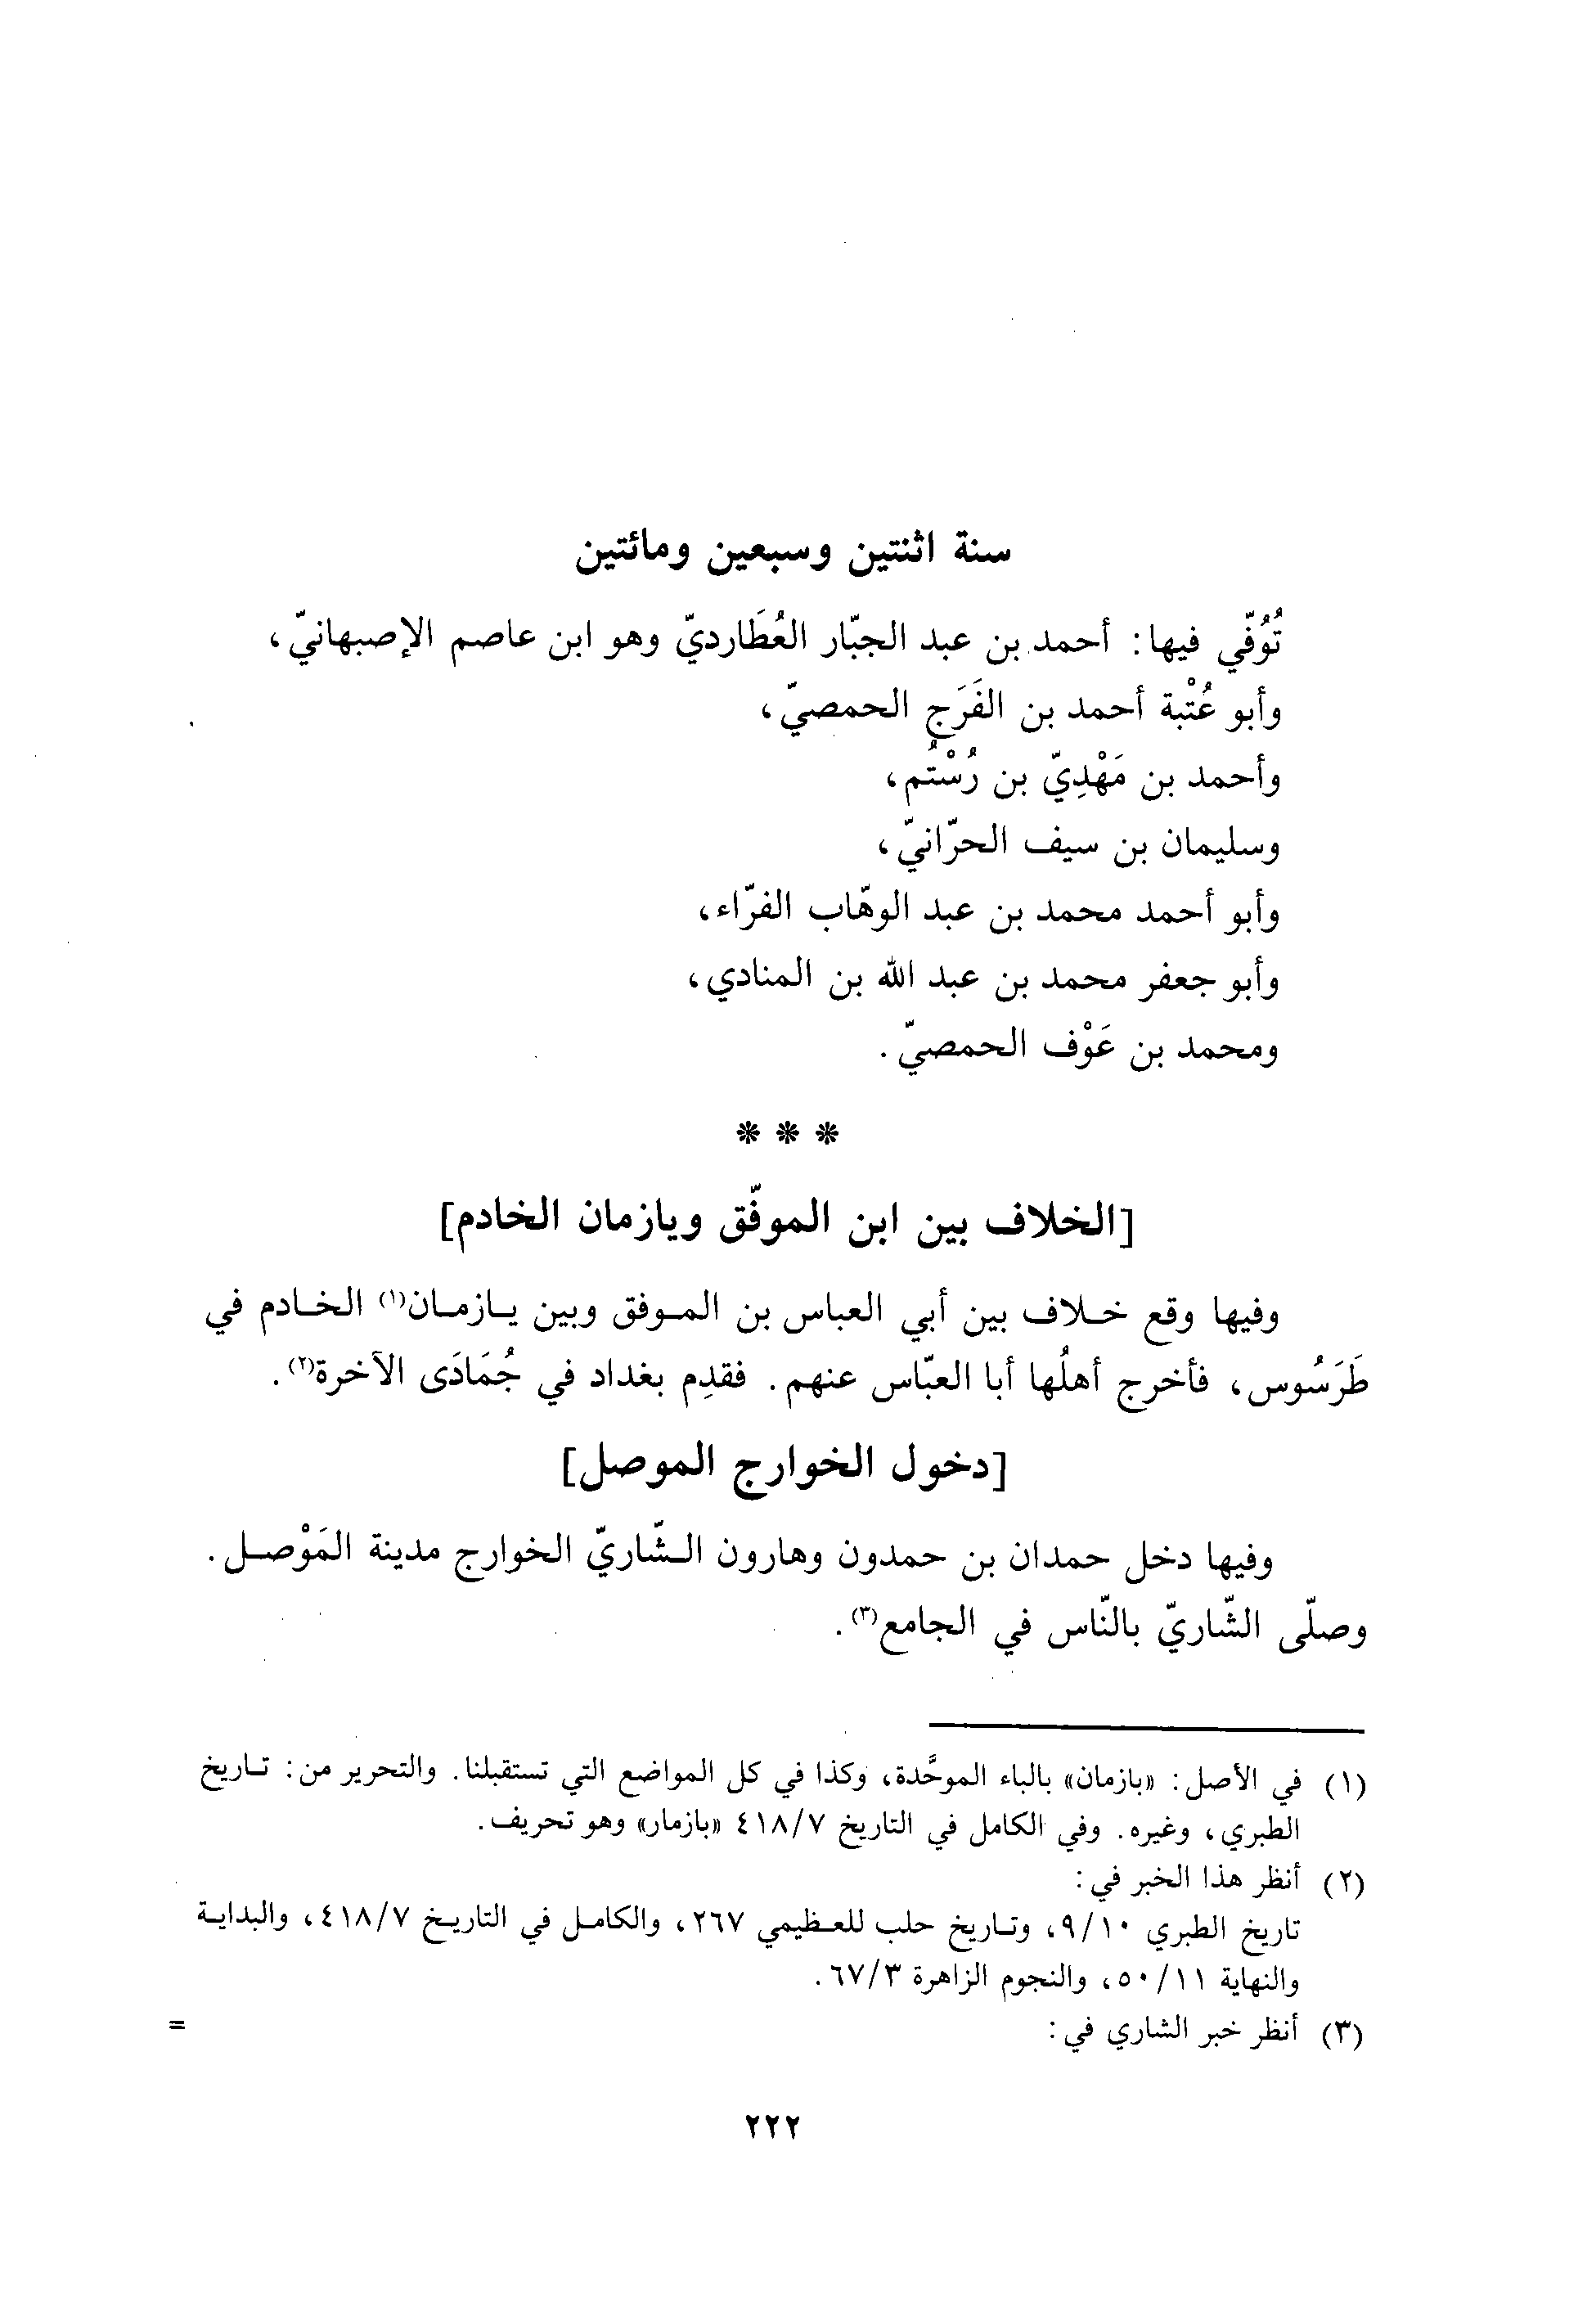 سنة اثنتين وسبعين ومائتين
تُوُفّي فيها: أحمد بن عبد الجبّار العُطَارديّ وهو ابن عاصم الإصبهانيّ،
وأبو عُتْبة أحمد بن الفَرَج الحمصيّ،
وأحمد بن مَهْدِيّ بن رُسْتُم،
وسليمان بن سيف الحرّانيّ،
وأبو أحمد محمد بن عبد الوهّاب الفرّاء،
وأبو جعفر محمد بن عبد الله بن المنادي،
ومحمد بن عَوْف الحمصيّ.
* * *
[الخلاف بين ابن الموفّق ويازمان الخادم]
وفيها وقع خلاف بين أبي العباس بن الموفق وبين يازمان(١) الخادم في
طَرَسُوس، فأخرج أهلُها أبا العبّاس عنهم. فقدِم بغداد في جُمَادَى الآخرة(٢).
[دخول الخوارج الموصل]
وفيها دخل حمدان بن حمدون وهارون الشّاريّ الخوارج مدينة المَوْصل.
وصلّى الشّاريّ بالنّاس في الجامع(٣).
(١) في الأصل: «بازمان» بالباء الموحَّدة، وكذا في كل المواضع التي تستقبلنا. والتحرير من: تاريخ
الطبري، وغيره. وفي الكامل في التاريخ ٤١٨/٧ «بازمار» وهو تحريف.
(٢) أنظر هذا الخبر في:
تاريخ الطبري ٩/١٠، وتاريخ حلب للعظيمي ٢٦٧، والكامل في التاريخ ٤١٨/٧، والبداية
والنهاية ٥٠/١١، والنجوم الزاهرة ٦٧/٣.
(٣) أنظر خبر الشاري في: =
٢٢٢